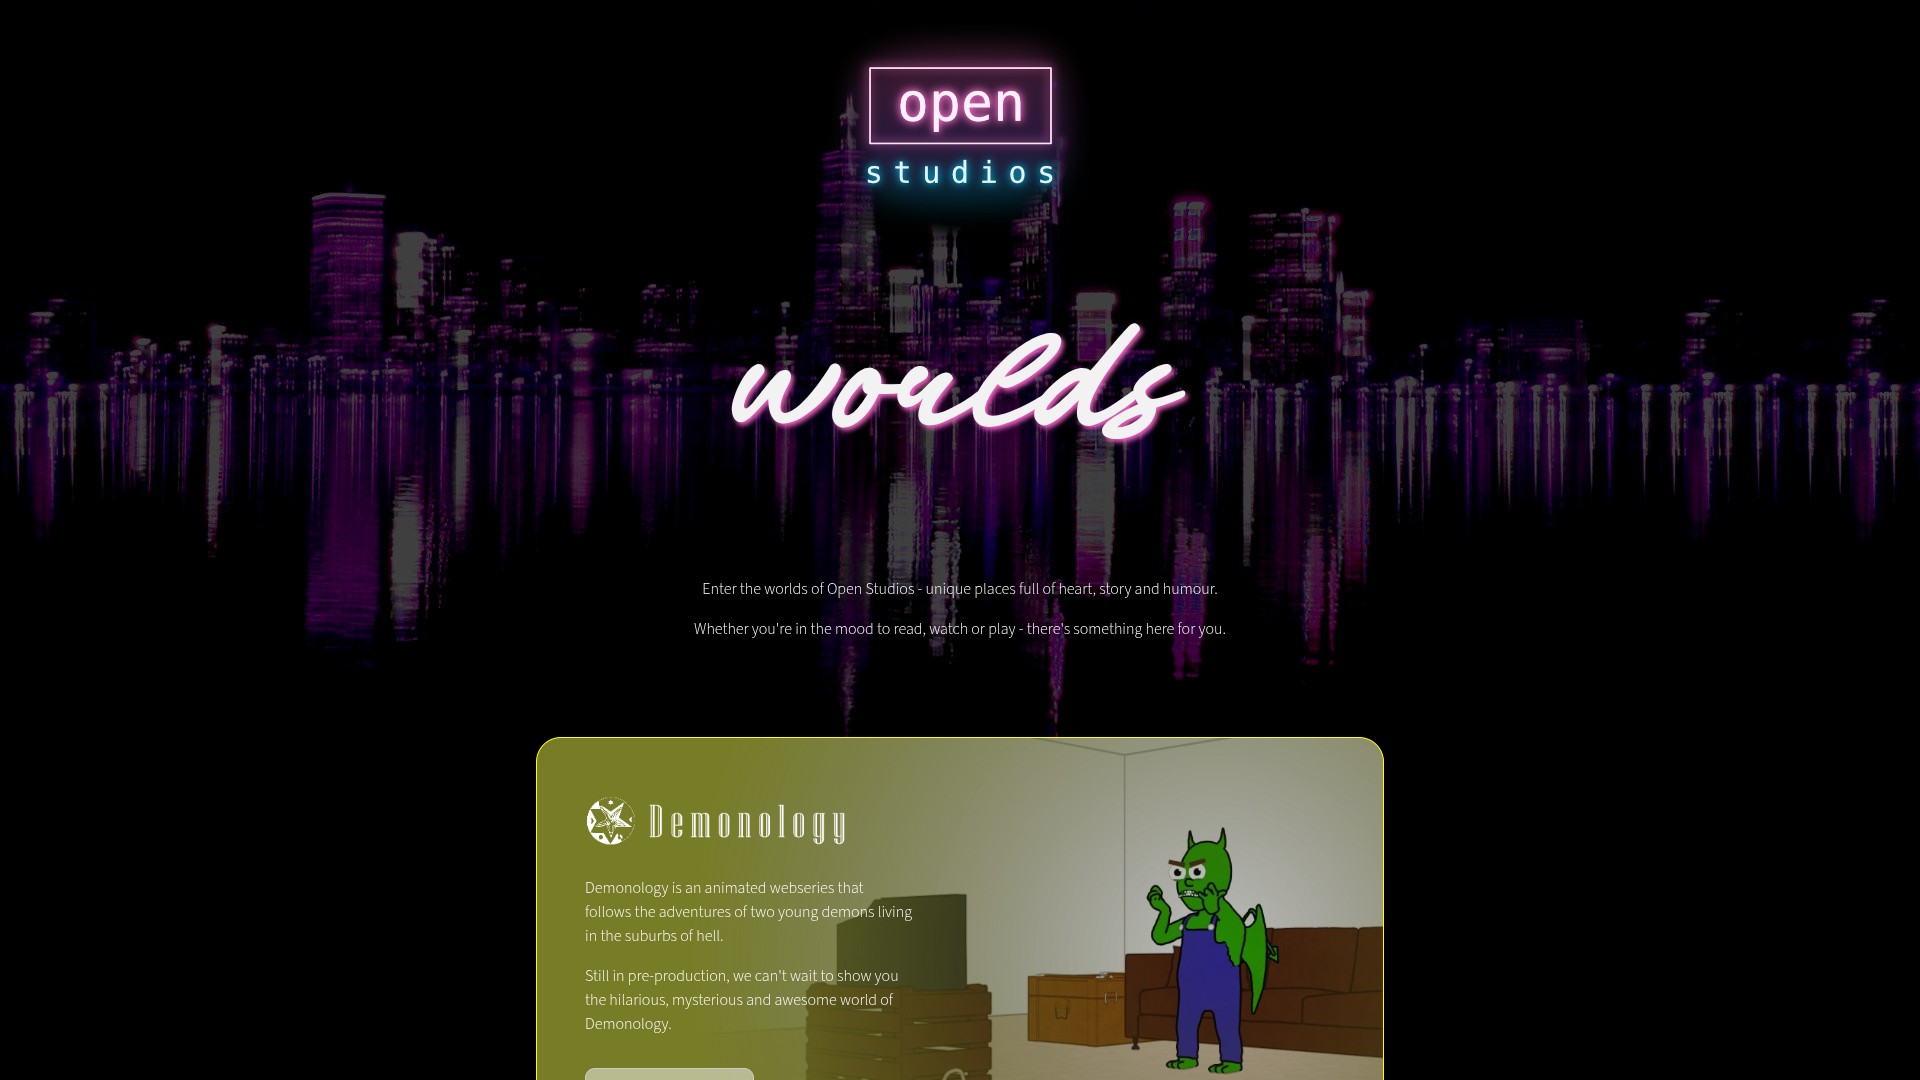 open
studios
worlds
Enter the worlds of Open Studios - unique places full of heart, story and humour.
Whether you're in the mood to read, watch or play - there's something here for you.
Demonology
Demonology is an animated webseries that
follows the adventures of two young demons living
in the suburbs of hell.
Still in pre-production, we can't wait to show you
the hilarious, mysterious and awesome world of
Demonology.